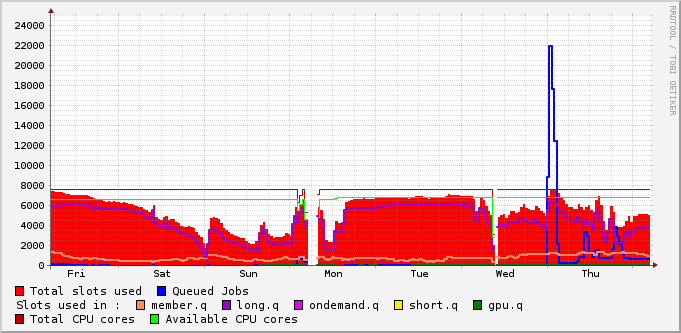 24000
22000
20000
18000
16000
14000
12000
10000
8000
6000
4000
2000
0
Fri Sat Sun Mon Tue Wed Thu
Total slots used Queued Jobs
Slots used in : member.q long.q ondemand.q short.q gpu.q
Total CPU cores Available CPU cores
RRDTOOL / TOBI OETIKER